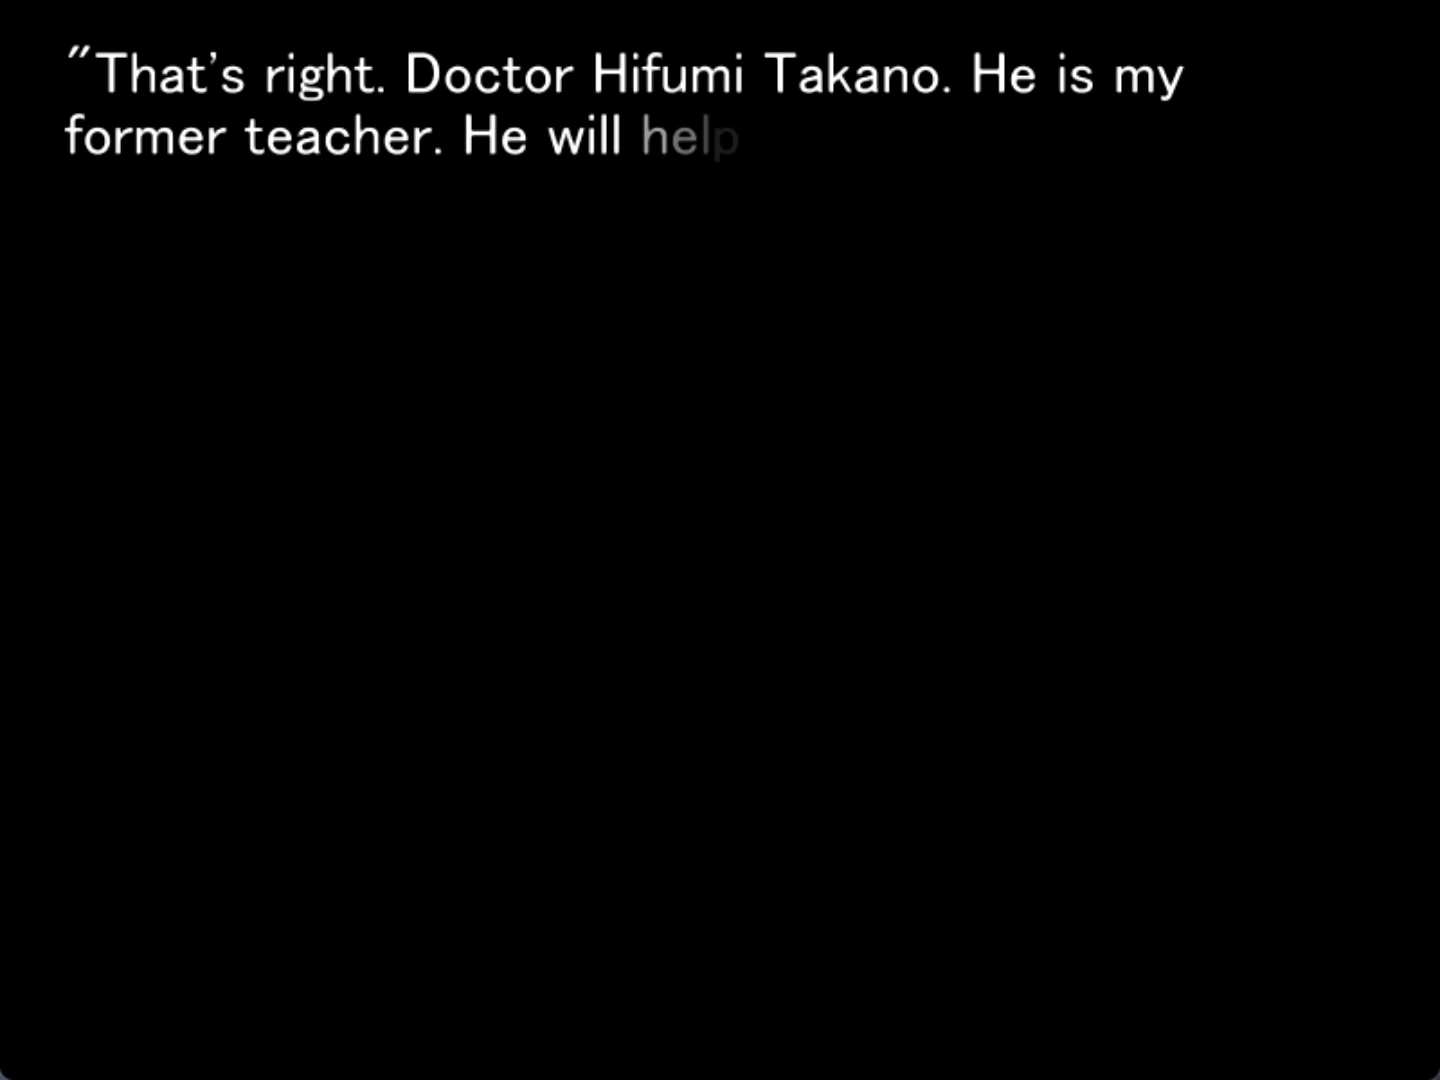 "That's right. Doctor Hifumi Takano. He is my
former teacher. He will help